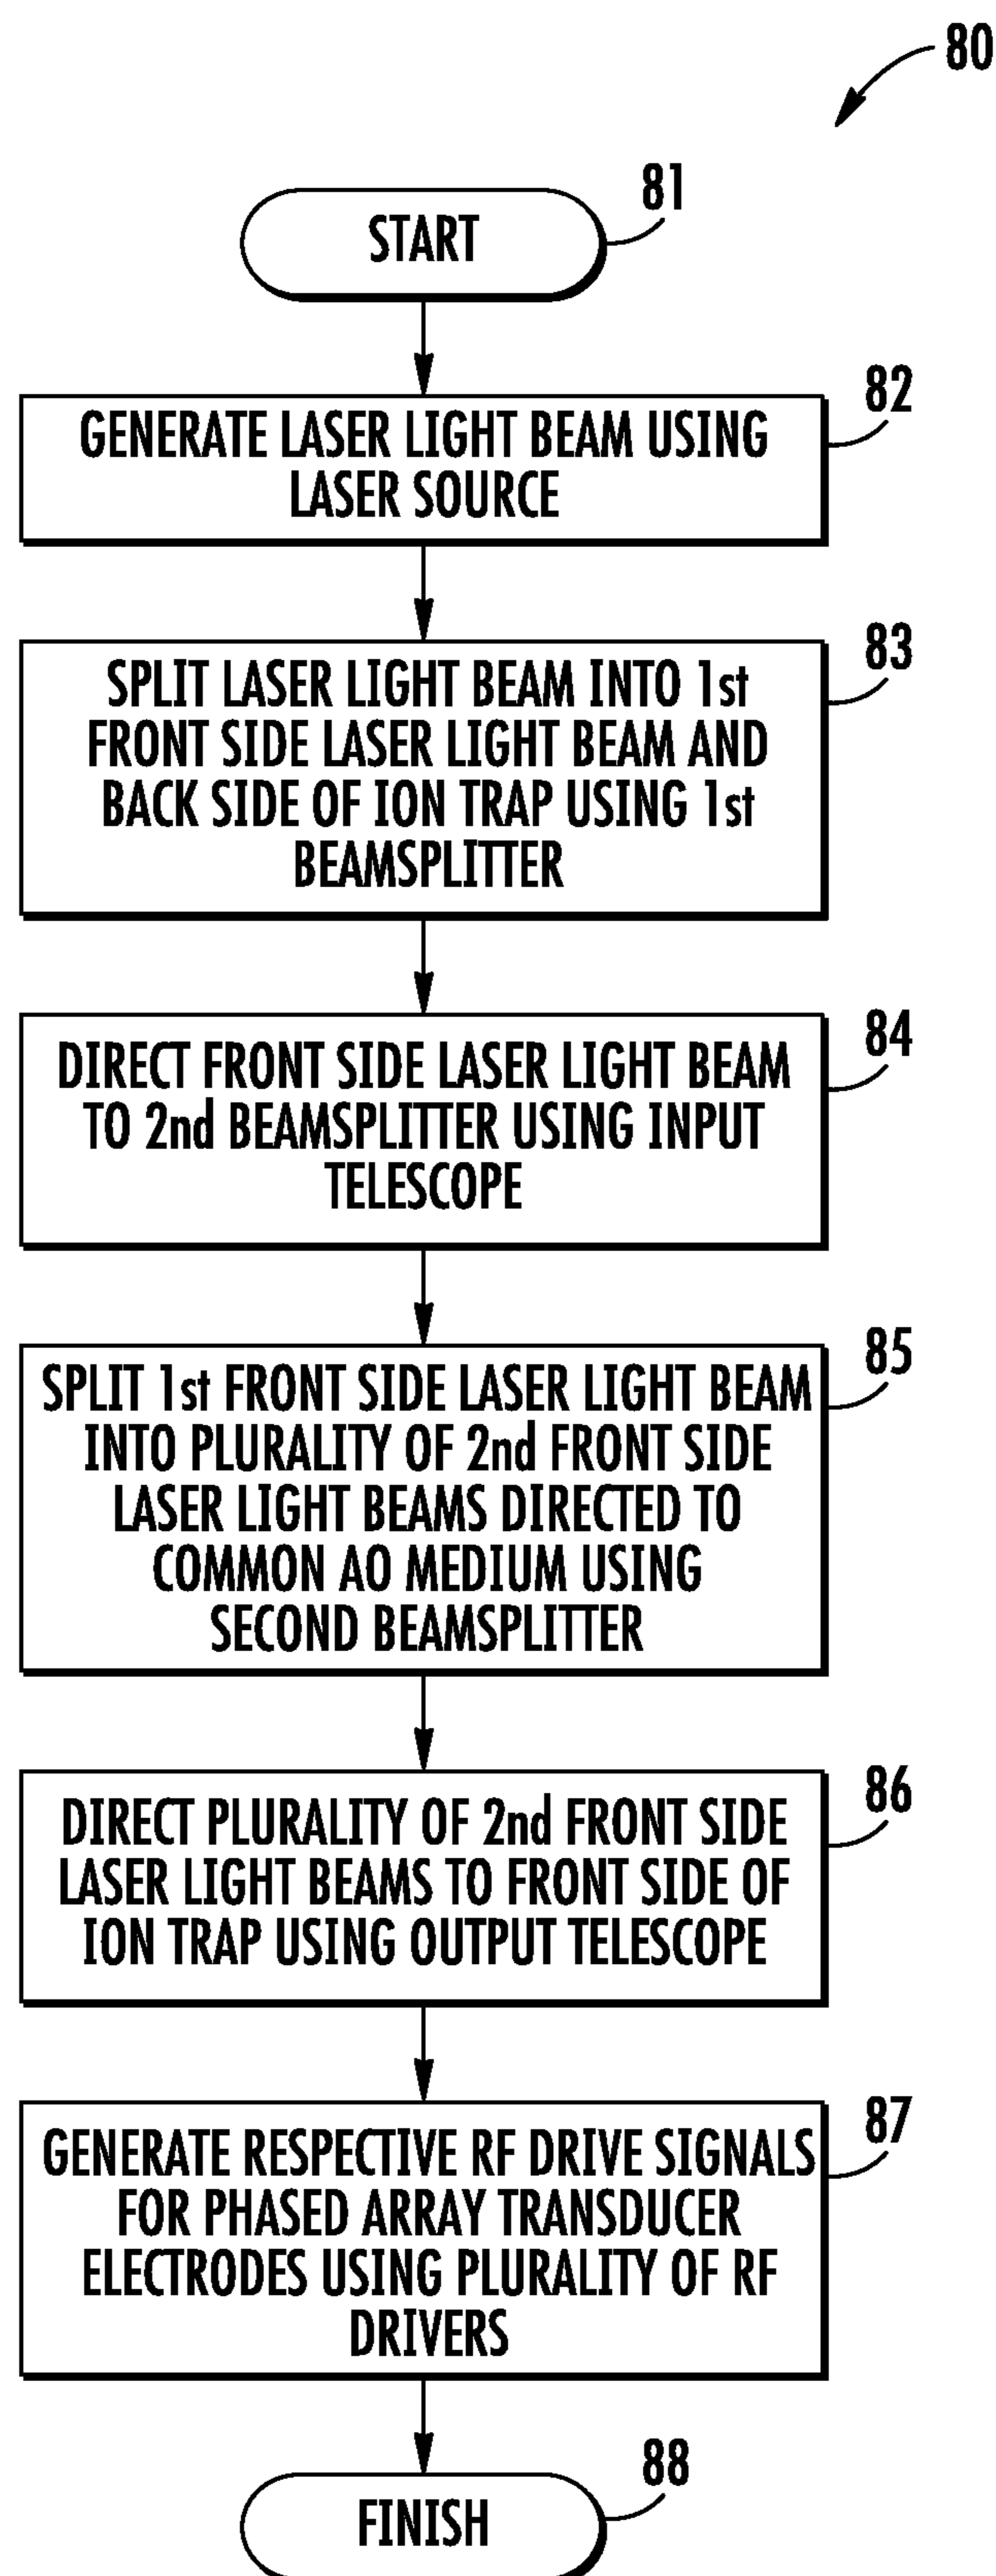 80
81
START
82
GENERATE LASER LIGHT BEAM USING
LASER SOURCE
83
SPLIT LASER LIGHT BEAM INTO 1st
FRONT SIDE LASER LIGHT BEAM AND
BACK SIDE OF ION TRAP USING 1st
BEAMSPLITTER
84
DIRECT FRONT SIDE LASER LIGHT BEAM
TO 2nd BEAMSPLITTER USING INPUT
TELESCOPE
85
SPLIT 1st FRONT SIDE LASER LIGHT BEAM
INTO PLURALITY OF 2nd FRONT SIDE
LASER LIGHT BEAMS DIRECTED TO
COMMON AO MEDIUM USING
SECOND BEAMSPLITTER
86
DIRECT PLURALITY OF 2nd FRONT SIDE
LASER LIGHT BEAMS TO FRONT SIDE OF
ION TRAP USING OUTPUT TELESCOPE
87
GENERATE RESPECTIVE RF DRIVE SIGNALS
FOR PHASED ARRAY TRANSDUCER
ELECTRODES USING PLURALITY OF RF
DRIVERS
88
FINISH